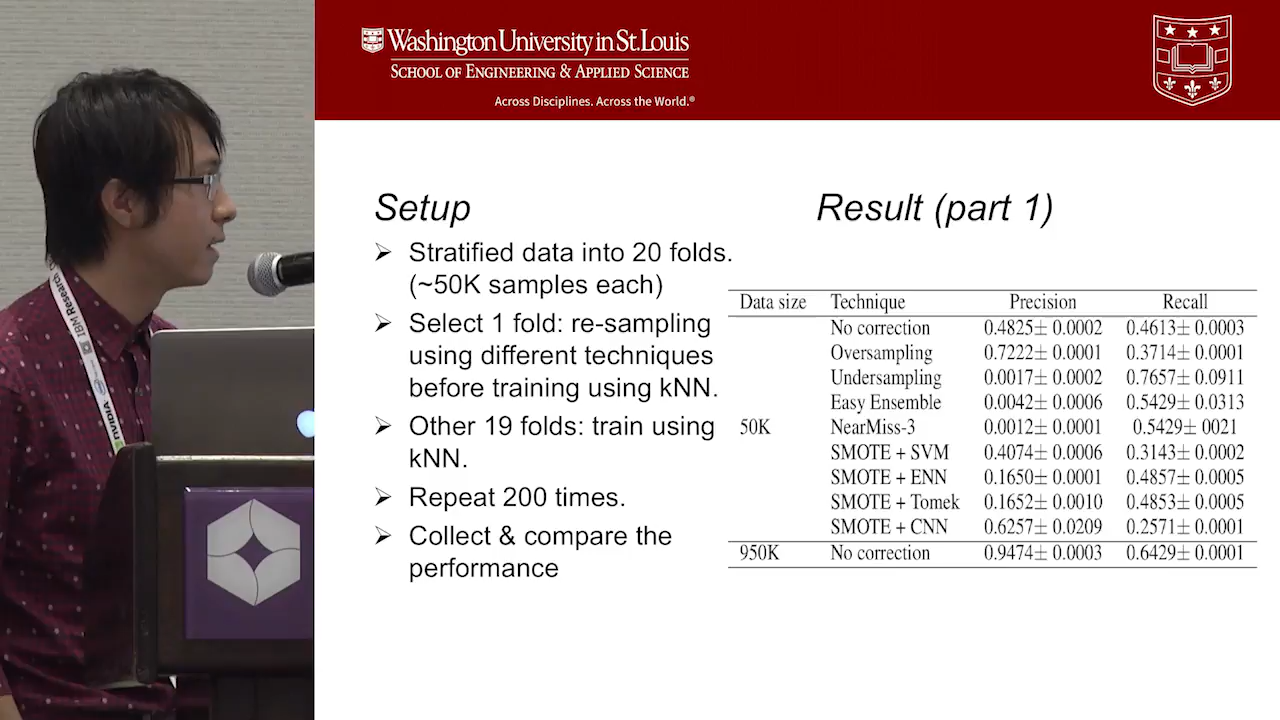 Washington University in St. Louis
SCHOOL OF ENGINEERING & APPLIED SCIENCE
Across Disciplines. Across the World.®
Setup
➢ Stratified data into 20 folds.
(~50K samples each)
➢ Select 1 fold: re-sampling
using different techniques
before training using kNN.
➢ Other 19 folds: train using
kNN.
➢ Repeat 200 times.
➢ Collect & compare the
performance
Result (part 1)
Data size Technique Precision Recall
No correction 0.4825± 0.0002 0.4613± 0.0003
Oversampling 0.7222± 0.0001 0.3714± 0.0001
Undersampling 0.0017± 0.0002 0.7657± 0.0911
Easy Ensemble 0.0042± 0.0006 0.5429± 0.0313
50K NearMiss-3 0.0012± 0.0001 0.5429± 0021
SMOTE + SVM 0.4074± 0.0006 0.3143± 0.0002
SMOTE + ENN 0.1650± 0.0001 0.4857± 0.0005
SMOTE + Tomek 0.1652± 0.0010 0.4853± 0.0005
SMOTE + CNN 0.6257± 0.0209 0.2571± 0.0001
950K No correction 0.9474± 0.0003 0.6429± 0.0001
IBM Research
NVIDIA